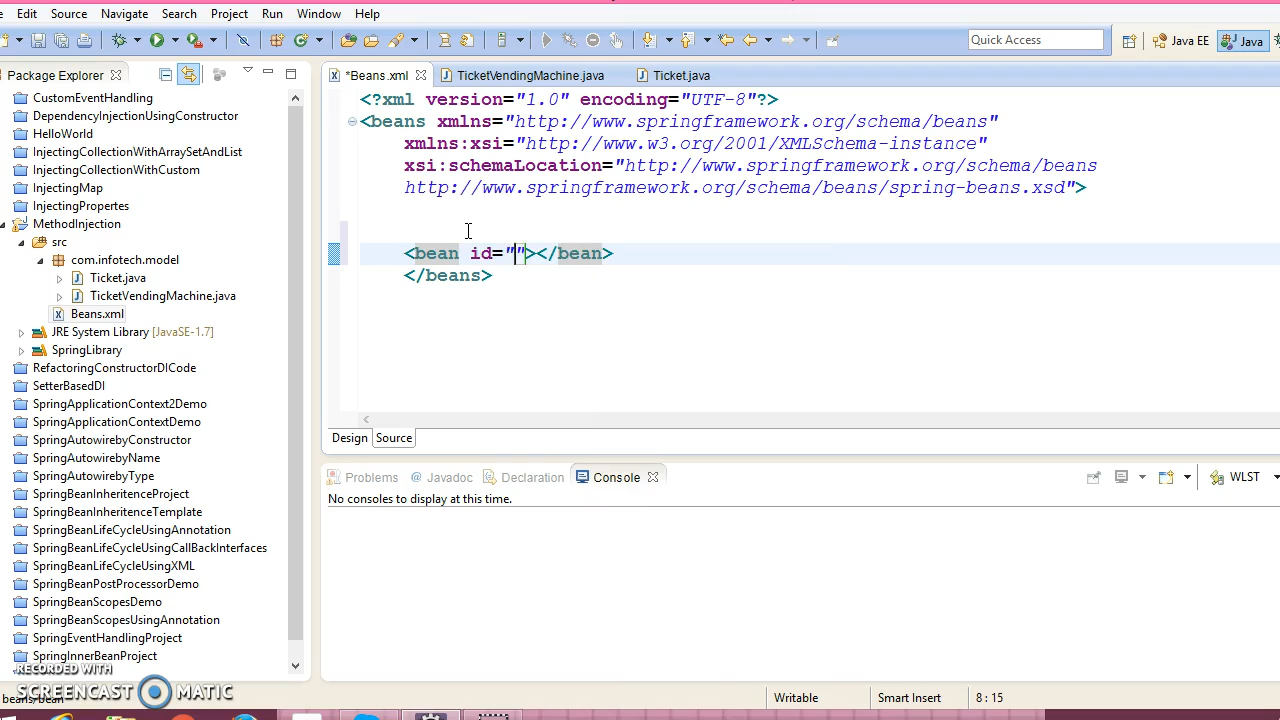 Edit Source Navigate Search Project Run Window Help
Quick Access
Java EE
Java
Package Explorer
*Beans.xml
TicketVendingMachine.java
Ticket.java
CustomEventHandling
DependencyInjectionUsingConstructor
HelloWorld
InjectingCollectionWithArraySetAndList
InjectingCollectionWithCustom
InjectingMap
InjectingPropertes
MethodInjection
src
com.infotech.model
Ticket.java
TicketVendingMachine.java
Beans.xml
JRE System Library [JavaSE-1.7]
SpringLibrary
RefactoringConstructorDICode
SetterBasedDI
SpringApplicationContext2Demo
SpringApplicationContextDemo
SpringAutowirebyConstructor
SpringAutowirebyName
SpringAutowirebyType
SpringBeanInheritenceProject
SpringBeanInheritenceTemplate
SpringBeanLifeCycleUsingAnnotation
SpringBeanLifeCycleUsingCallBackInterfaces
SpringBeanLifeCycleUsingXML
SpringBeanPostProcessorDemo
SpringBeanScopesDemo
SpringBeanScopesUsingAnnotation
SpringEventHandlingProject
SpringInnerBeanProject
<?xml version="1.0" encoding="UTF-8"?>
<beans xmlns="http://www.springframework.org/schema/beans"
xmlns:xsi="http://www.w3.org/2001/XMLSchema-instance"
xsi:schemaLocation="http://www.springframework.org/schema/beans
http://www.springframework.org/schema/beans/spring-beans.xsd">
<bean id=""></bean>
</beans>
Design Source
Problems
Javadoc
Declaration
Console
WLST
No consoles to display at this time.
RECORDED WITH
SCREENCAST MATIC
beans/bean
Writable
Smart Insert
8 : 15